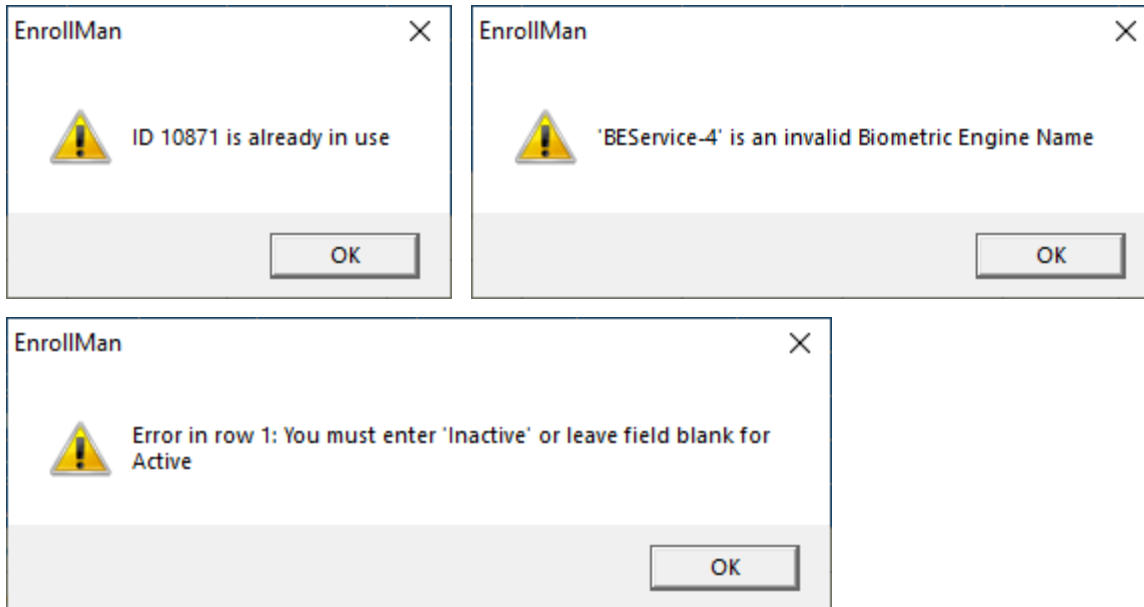 EnrollMan
ID 10871 is already in use
OK
EnrollMan
'BEService-4' is an invalid Biometric Engine Name
OK
EnrollMan
Error in row 1: You must enter 'Inactive' or leave field blank for
Active
OK